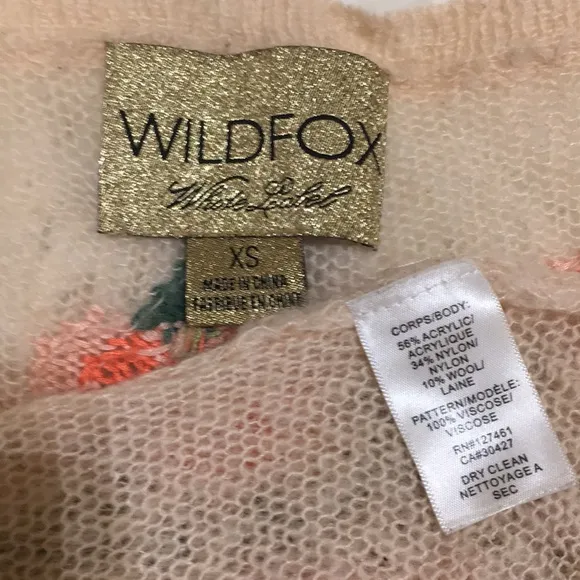 WILDFOX
White Label
XS
MADE IN CHINA
FABRIQUE EN CHINE
CORPS/BODY:
56% ACRYLIC/
ACRYLIQUE
34% NYLON/
NYLON
10% WOOL/
LAINE
PATTERN/MODÈLE:
100% VISCOSE/
VISCOSE
RN#127461
CA#30427
DRY CLEAN
NETTOYAGE A
SEC